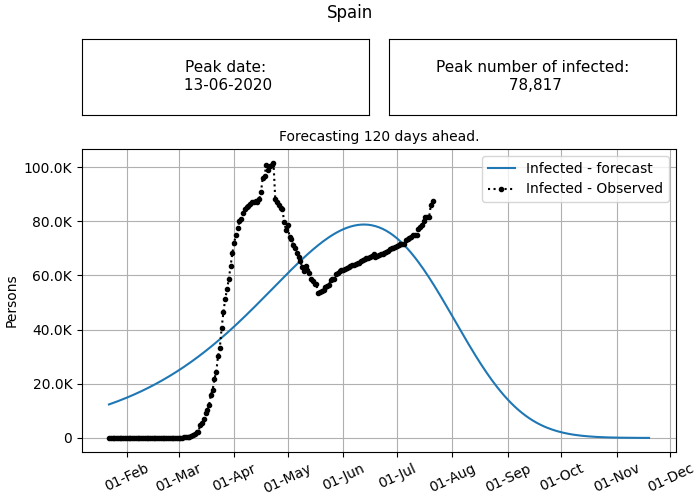 Spain
Peak date:
13-06-2020
Peak number of infected:
78,817
Forecasting 120 days ahead.
Infected - forecast
Infected - Observed
100.0K
80.0K
60.0K
40.0K
20.0K
0
Persons
01-Feb
01-Mar
01-Apr
01-May
01-Jun
01-Jul
01-Aug
01-Sep
01-Oct
01-Nov
01-Dec